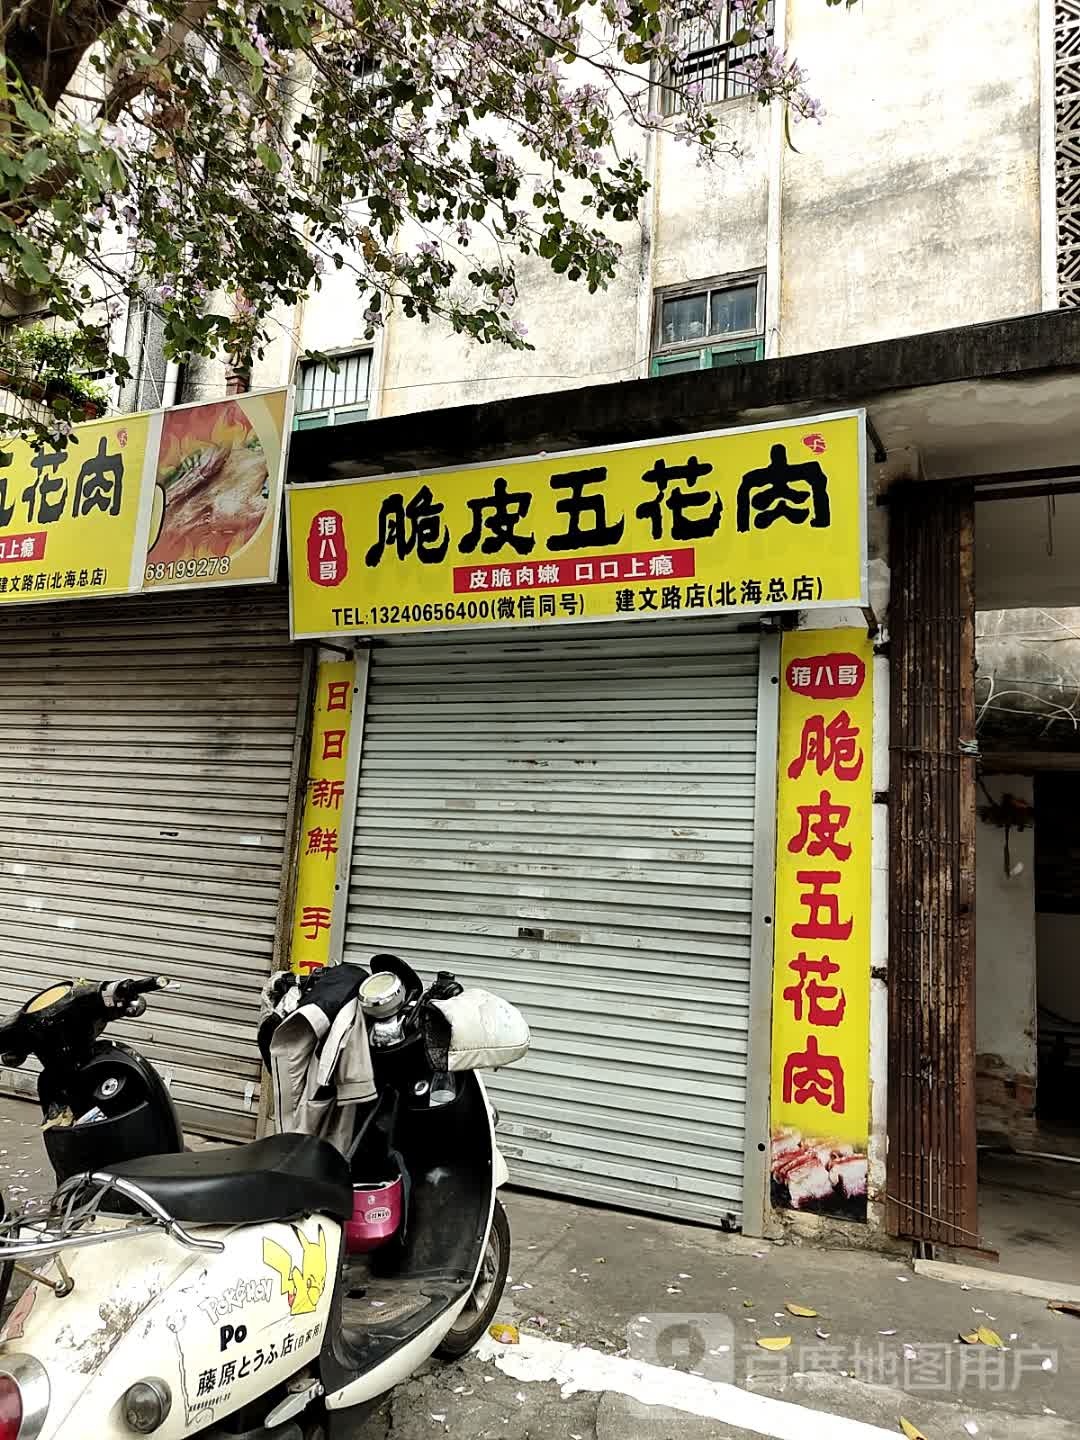 五花肉
口上瘾
建文路店(北海总店)
68199278
猪八哥
脆皮五花肉
皮脆肉嫩 口口上瘾
TEL:13240656400(微信同号) 建文路店(北海总店)
日日新鮮 手
猪八哥
脆皮五花肉
POKéMON
Po
藤原とうふ店(自家用)
百度地图用户